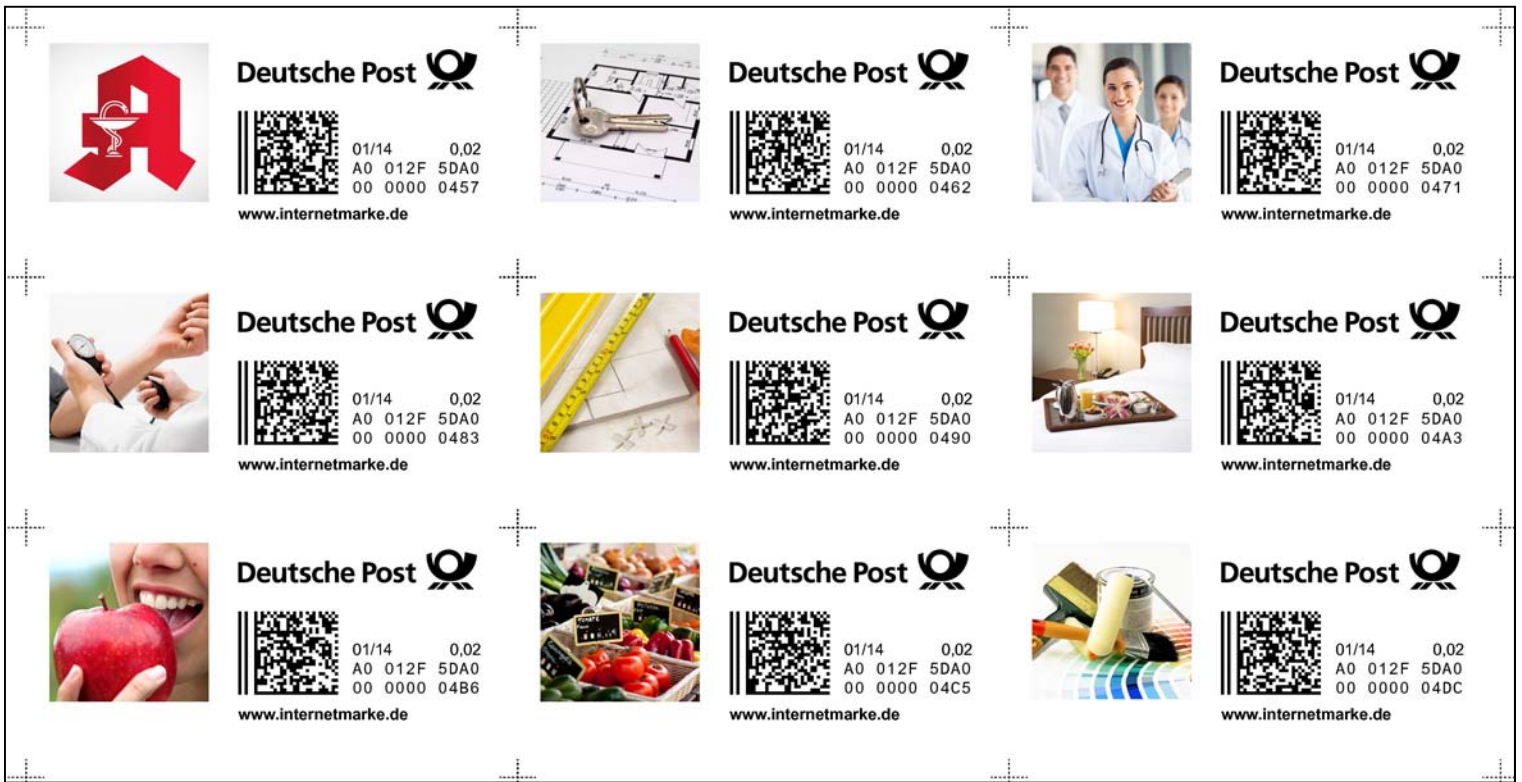 Deutsche Post
01/14 0,02
A0 012F 5DA0
00 0000 0457
www.internetmarke.de
Deutsche Post
01/14 0,02
A0 012F 5DA0
00 0000 0462
www.internetmarke.de
Deutsche Post
01/14 0,02
A0 012F 5DA0
00 0000 0471
www.internetmarke.de
Deutsche Post
01/14 0,02
A0 012F 5DA0
00 0000 0483
www.internetmarke.de
Deutsche Post
01/14 0,02
A0 012F 5DA0
00 0000 0490
www.internetmarke.de
Deutsche Post
01/14 0,02
A0 012F 5DA0
00 0000 04A3
www.internetmarke.de
Deutsche Post
01/14 0,02
A0 012F 5DA0
00 0000 04B6
www.internetmarke.de
Deutsche Post
01/14 0,02
A0 012F 5DA0
00 0000 04C5
www.internetmarke.de
Deutsche Post
01/14 0,02
A0 012F 5DA0
00 0000 04DC
www.internetmarke.de